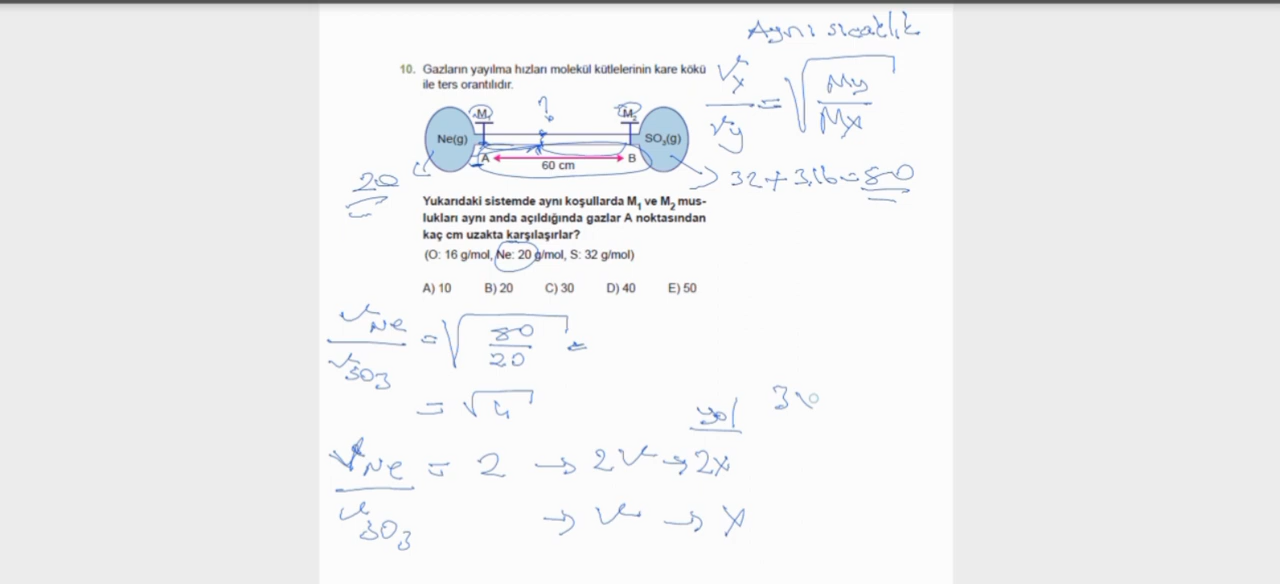 Aynı sıcaklık
10. Gazların yayılma hızları molekül kütlelerinin kare kökü
ile ters orantılıdır.
Vx / Vy = √ My / Mx
?
M₁ M₂
Ne(g) SO₃(g)
A B
60 cm
20
32+3.16=80
Yukarıdaki sistemde aynı koşullarda M₁ ve M₂ mus-
lukları aynı anda açıldığında gazlar A noktasından
kaç cm uzakta karşılaşırlar?
(O: 16 g/mol, Ne: 20 g/mol, S: 32 g/mol)
A) 10 B) 20 C) 30 D) 40 E) 50
VNe / VSO3 = √ 80 / 20 =
= √4
yol 3x
VNe / VSO3 = 2 → 2V → 2x
→ V → x